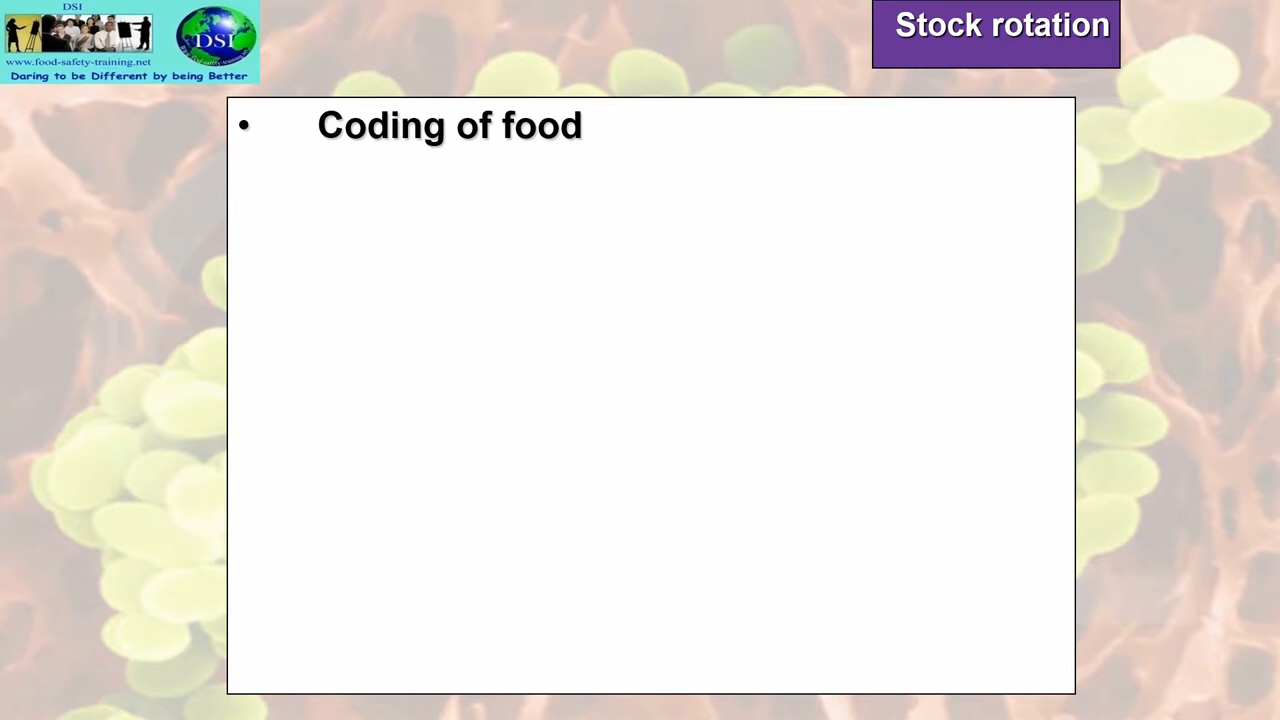 DSI
DSI
www.food-safety-training.net
Daring to be Different by being Better
Stock rotation
• Coding of food